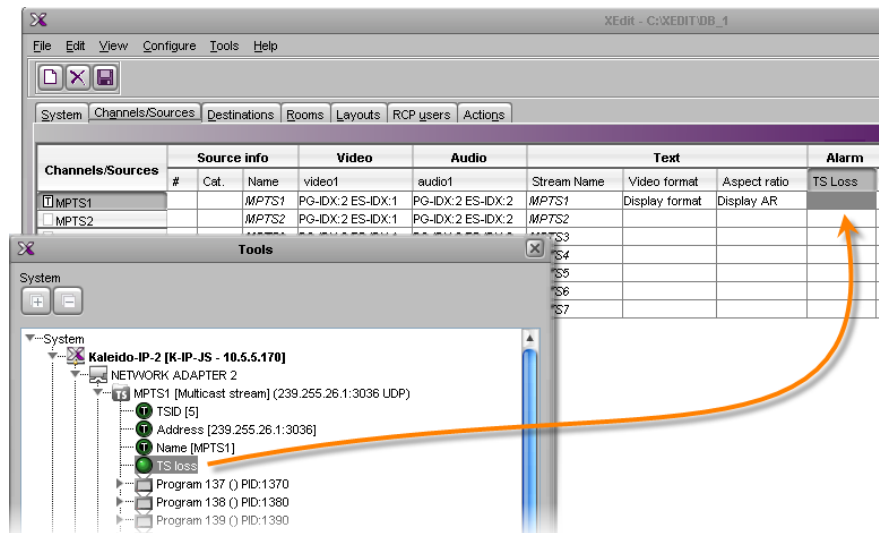 XEdit - C:\XEDIT\DB_1
File Edit View Configure Tools Help
System Channels/Sources Destinations Rooms Layouts RCP users Actions
Channels/Sources Source info Video Audio Text Alarm
# Cat. Name video1 audio1 Stream Name Video format Aspect ratio TS Loss
T MPTS1 MPTS1 PG-IDX:2 ES-IDX:1 PG-IDX:2 ES-IDX:2 MPTS1 Display format Display AR
MPTS2 MPTS2 PG-IDX:2 ES-IDX:1 PG-IDX:2 ES-IDX:2 MPTS2
Tools
System
System
Kaleido-IP-2 [K-IP-JS - 10.5.5.170]
NETWORK ADAPTER 2
TS MPTS1 [Multicast stream] (239.255.26.1:3036 UDP)
T TSID [5]
T Address [239.255.26.1:3036]
T Name [MPTS1]
TS loss
Program 137 () PID:1370
Program 138 () PID:1380
Program 139 () PID:1390